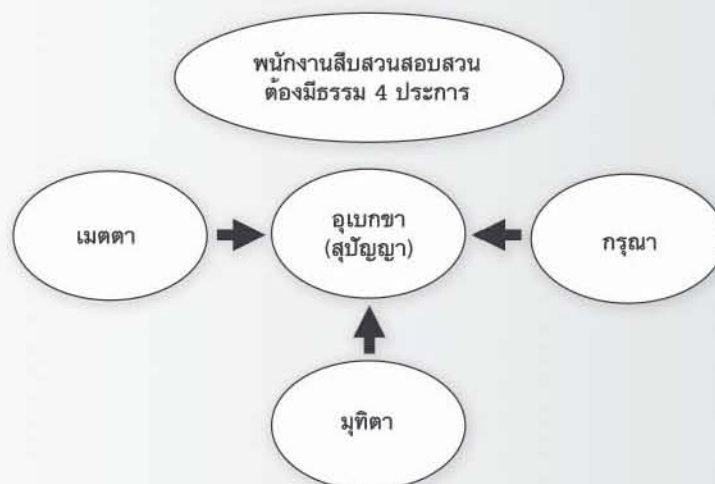 พนักงานสืบสวนสอบสวน
ต้องมีธรรม 4 ประการ
เมตตา
อุเบกขา
(สุปัญญา)
กรุณา
มุทิตา